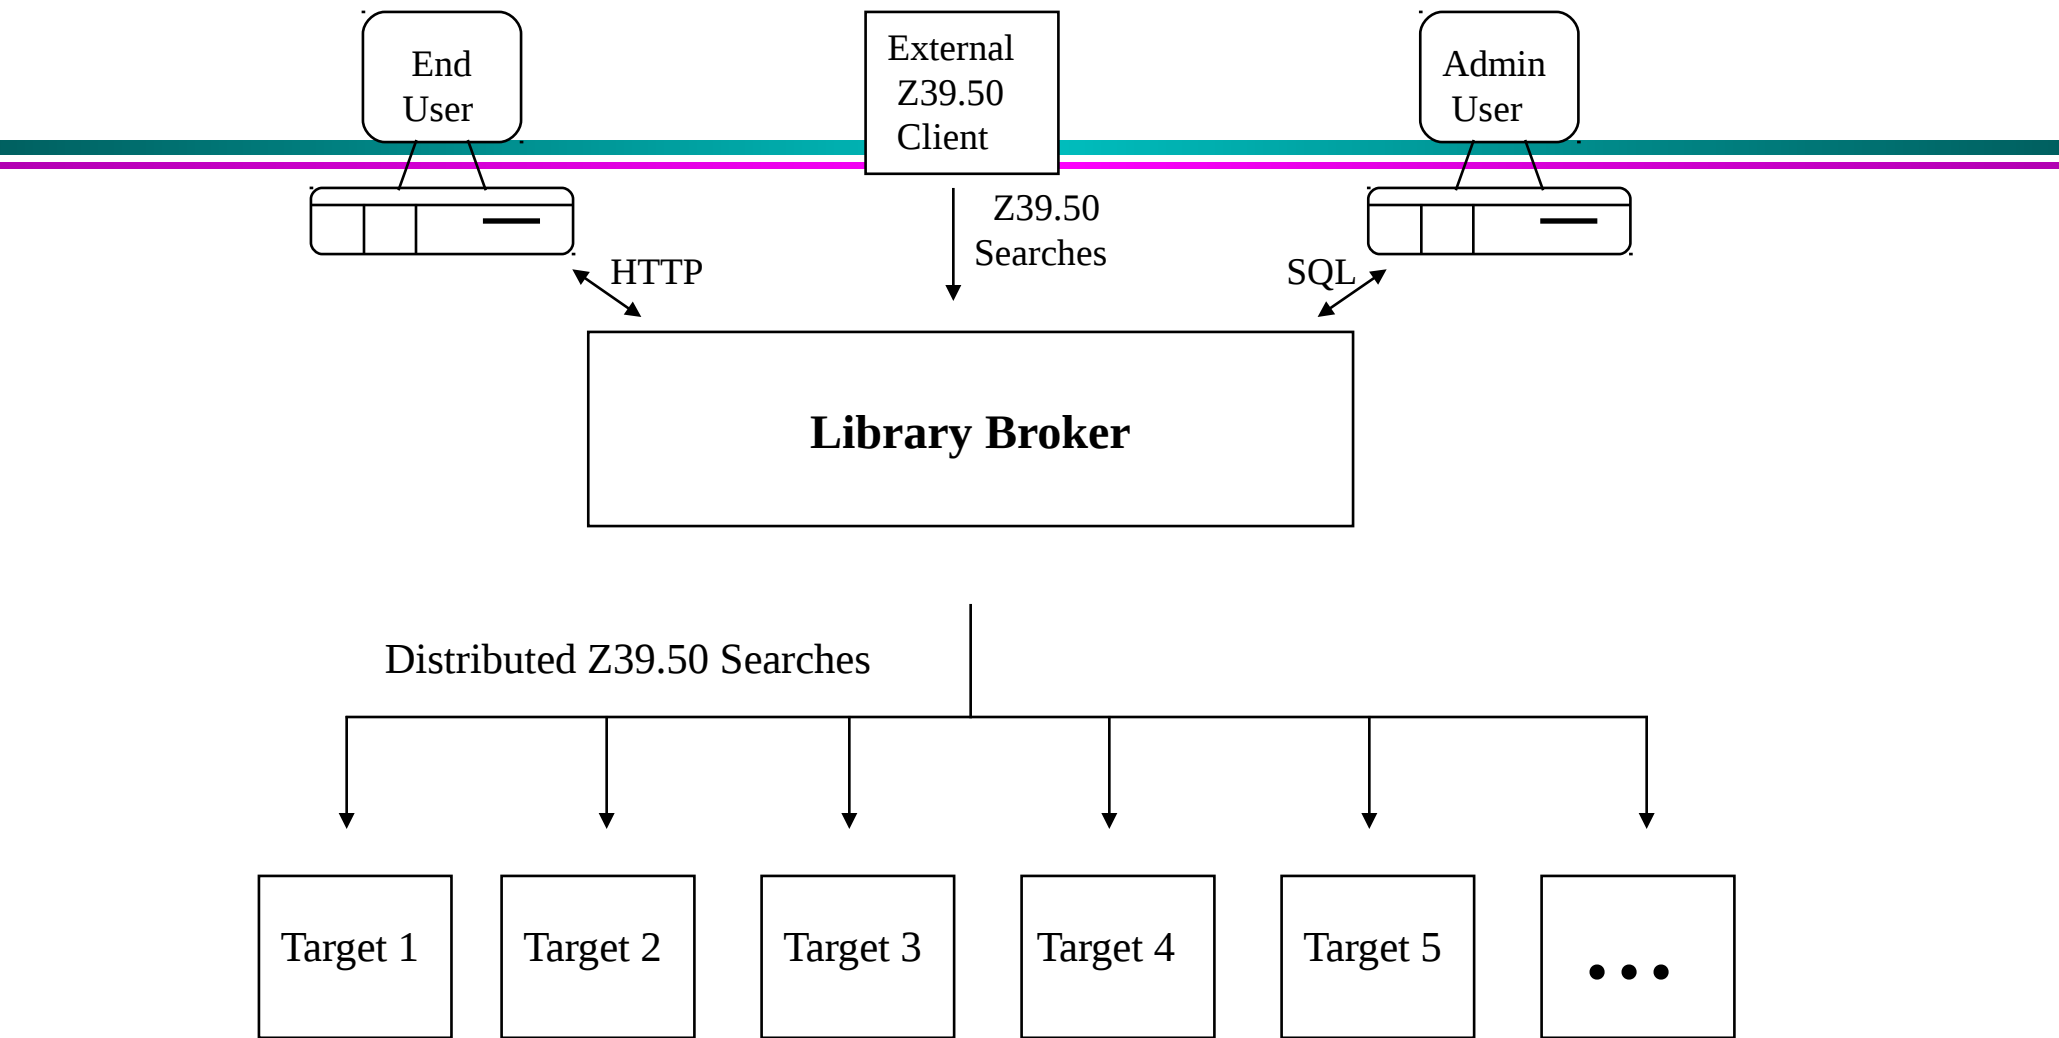 End
User
External
Z39.50
Client
Admin
User
HTTP
Z39.50
Searches
SQL
Library Broker
Distributed Z39.50 Searches
Target 1
Target 2
Target 3
Target 4
Target 5
...